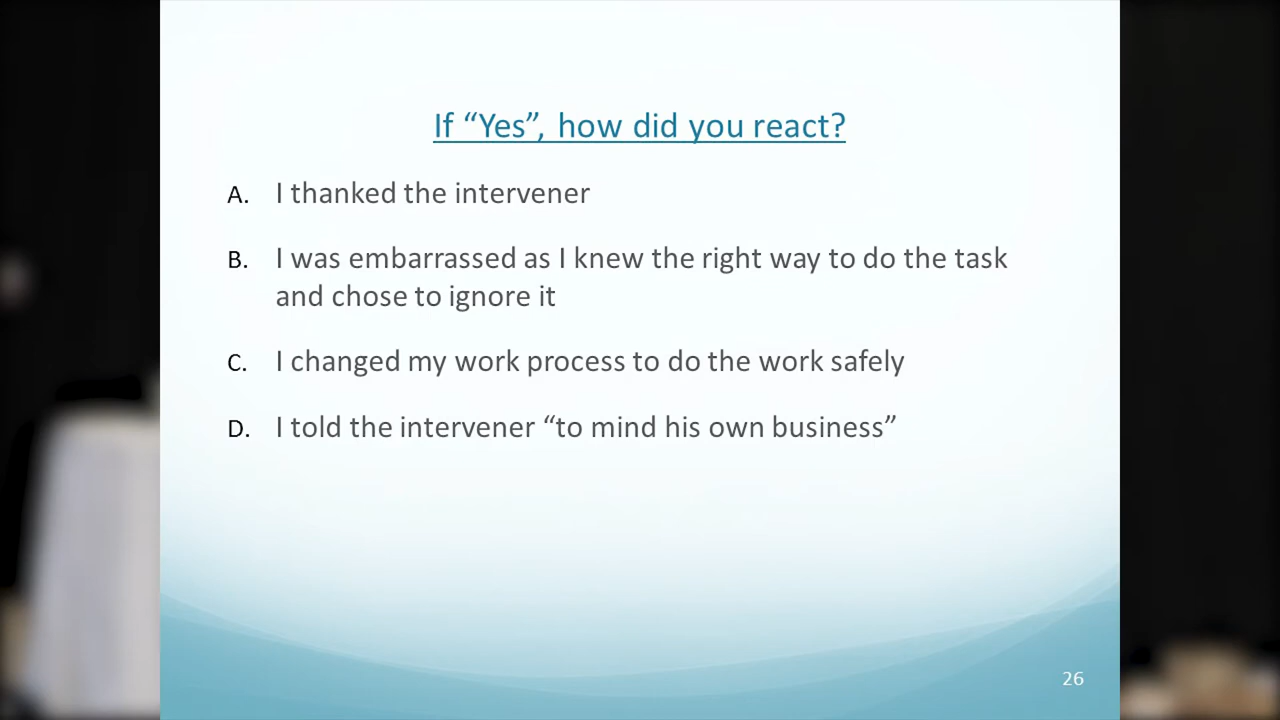 If “Yes”, how did you react?
A. I thanked the intervener
B. I was embarrassed as I knew the right way to do the task
and chose to ignore it
C. I changed my work process to do the work safely
D. I told the intervener “to mind his own business”
26